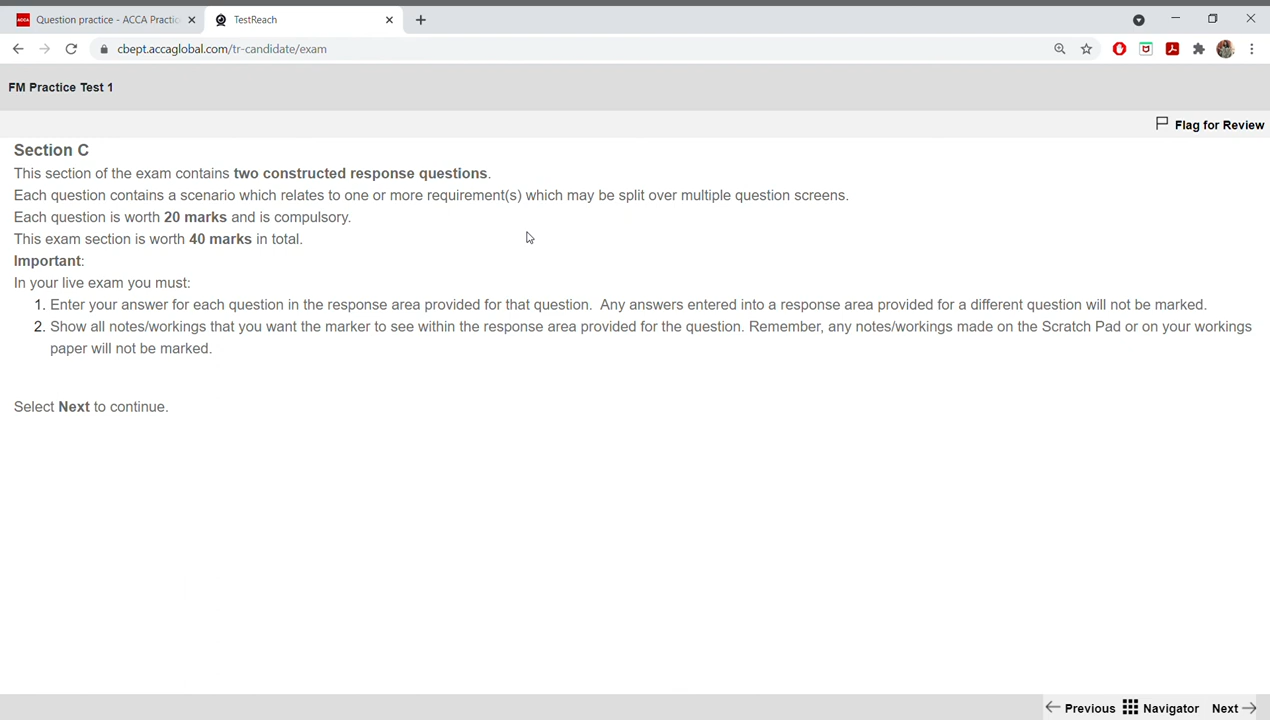 Question practice - ACCA Practic
TestReach
cbept.accaglobal.com/tr-candidate/exam
FM Practice Test 1
Flag for Review
Section C
This section of the exam contains two constructed response questions.
Each question contains a scenario which relates to one or more requirement(s) which may be split over multiple question screens.
Each question is worth 20 marks and is compulsory.
This exam section is worth 40 marks in total.
Important:
In your live exam you must:
1. Enter your answer for each question in the response area provided for that question.  Any answers entered into a response area provided for a different question will not be marked.
2. Show all notes/workings that you want the marker to see within the response area provided for the question. Remember, any notes/workings made on the Scratch Pad or on your workings
paper will not be marked.
Select Next to continue.
Previous Navigator Next